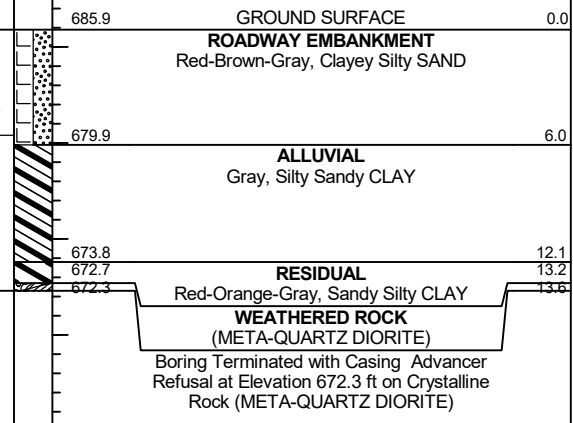 685.9 GROUND SURFACE 0.0
ROADWAY EMBANKMENT
Red-Brown-Gray, Clayey Silty SAND
679.9 6.0
ALLUVIAL
Gray, Silty Sandy CLAY
673.8 12.1
672.7 13.2
RESIDUAL
672.3 Red-Orange-Gray, Sandy Silty CLAY 13.6
WEATHERED ROCK
(META-QUARTZ DIORITE)
Boring Terminated with Casing Advancer
Refusal at Elevation 672.3 ft on Crystalline
Rock (META-QUARTZ DIORITE)